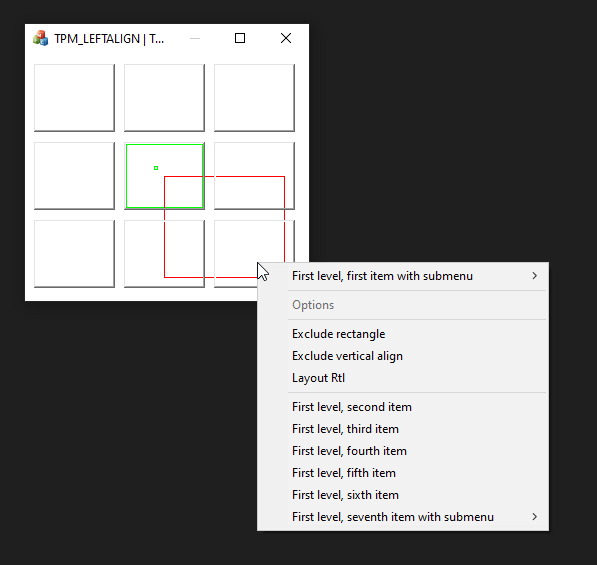 TPM_LEFTALIGN | T...
First level, first item with submenu
Options
Exclude rectangle
Exclude vertical align
Layout Rtl
First level, second item
First level, third item
First level, fourth item
First level, fifth item
First level, sixth item
First level, seventh item with submenu